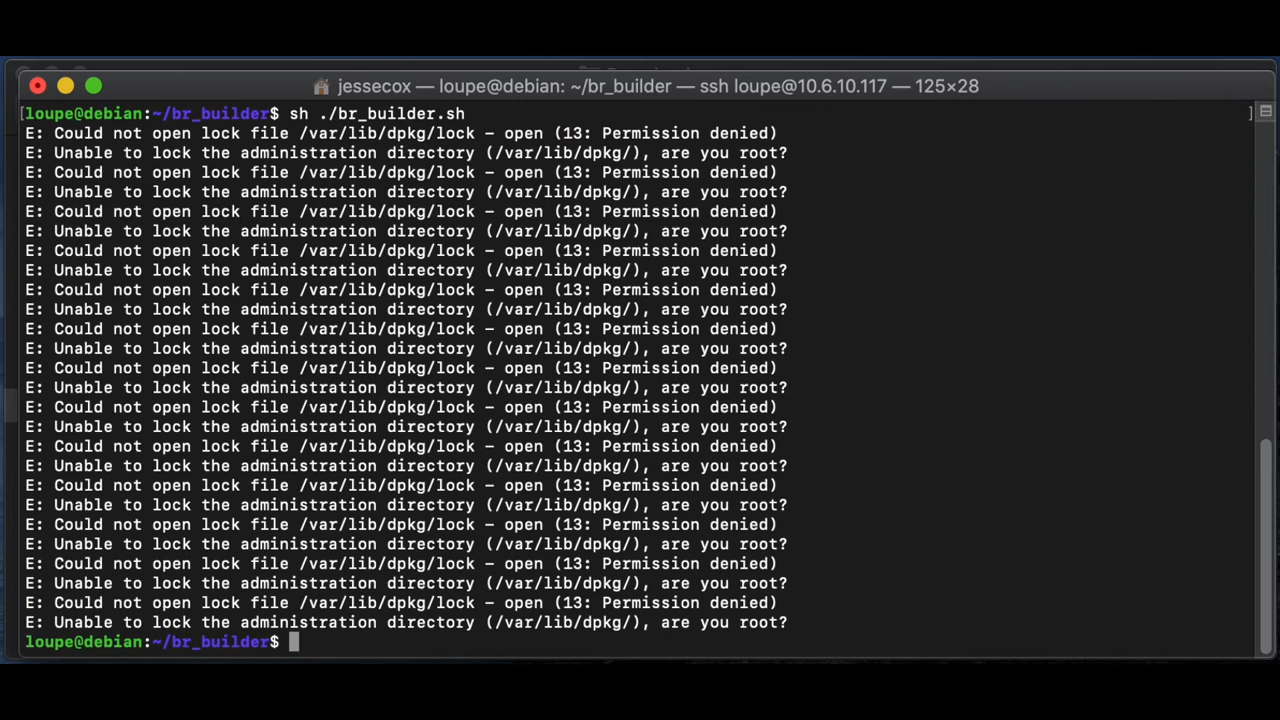 jessecox — loupe@debian: ~/br_builder — ssh loupe@10.6.10.117 — 125×28
[loupe@debian:~/br_builder$ sh ./br_builder.sh ]
E: Could not open lock file /var/lib/dpkg/lock - open (13: Permission denied)
E: Unable to lock the administration directory (/var/lib/dpkg/), are you root?
E: Could not open lock file /var/lib/dpkg/lock - open (13: Permission denied)
E: Unable to lock the administration directory (/var/lib/dpkg/), are you root?
E: Could not open lock file /var/lib/dpkg/lock - open (13: Permission denied)
E: Unable to lock the administration directory (/var/lib/dpkg/), are you root?
E: Could not open lock file /var/lib/dpkg/lock - open (13: Permission denied)
E: Unable to lock the administration directory (/var/lib/dpkg/), are you root?
E: Could not open lock file /var/lib/dpkg/lock - open (13: Permission denied)
E: Unable to lock the administration directory (/var/lib/dpkg/), are you root?
E: Could not open lock file /var/lib/dpkg/lock - open (13: Permission denied)
E: Unable to lock the administration directory (/var/lib/dpkg/), are you root?
E: Could not open lock file /var/lib/dpkg/lock - open (13: Permission denied)
E: Unable to lock the administration directory (/var/lib/dpkg/), are you root?
E: Could not open lock file /var/lib/dpkg/lock - open (13: Permission denied)
E: Unable to lock the administration directory (/var/lib/dpkg/), are you root?
E: Could not open lock file /var/lib/dpkg/lock - open (13: Permission denied)
E: Unable to lock the administration directory (/var/lib/dpkg/), are you root?
E: Could not open lock file /var/lib/dpkg/lock - open (13: Permission denied)
E: Unable to lock the administration directory (/var/lib/dpkg/), are you root?
E: Could not open lock file /var/lib/dpkg/lock - open (13: Permission denied)
E: Unable to lock the administration directory (/var/lib/dpkg/), are you root?
E: Could not open lock file /var/lib/dpkg/lock - open (13: Permission denied)
E: Unable to lock the administration directory (/var/lib/dpkg/), are you root?
E: Could not open lock file /var/lib/dpkg/lock - open (13: Permission denied)
E: Unable to lock the administration directory (/var/lib/dpkg/), are you root?
loupe@debian:~/br_builder$